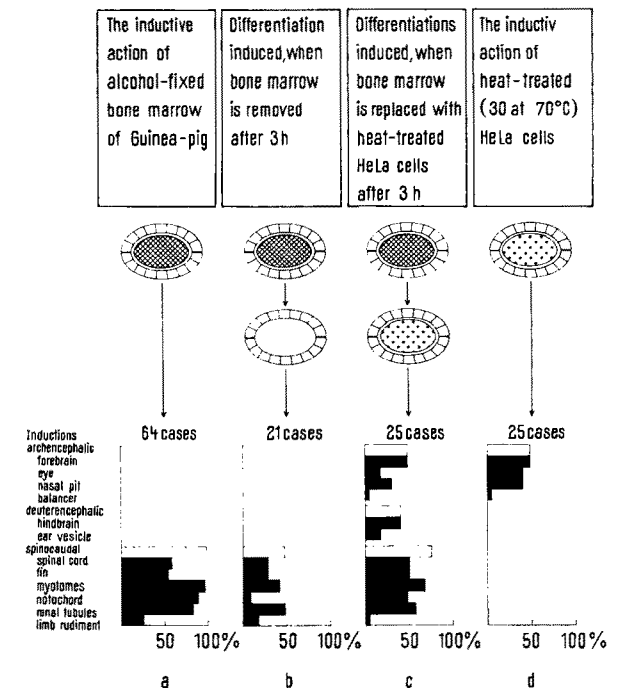 The inductive
action of
alcohol-fixed
bone marrow
of Guinea-pig
Differentiation
induced, when
bone marrow
is removed
after 3h
Differentiations
induced, when
bone marrow
is replaced with
heat-treated
HeLa cells
after 3 h
The inductiv
action of
heat-treated
(30 at 70°C)
HeLa cells
64 cases
21 cases
25 cases
25 cases
Inductions
archencephalic
forebrain
eye
nasal pit
balancer
deuterencephalic
hindbrain
ear vesicle
spinocaudal
spinal cord
fin
myotomes
notochord
renal tubules
limb rudiment
50 100%
50 100%
50 100%
50 100%
a
b
c
d